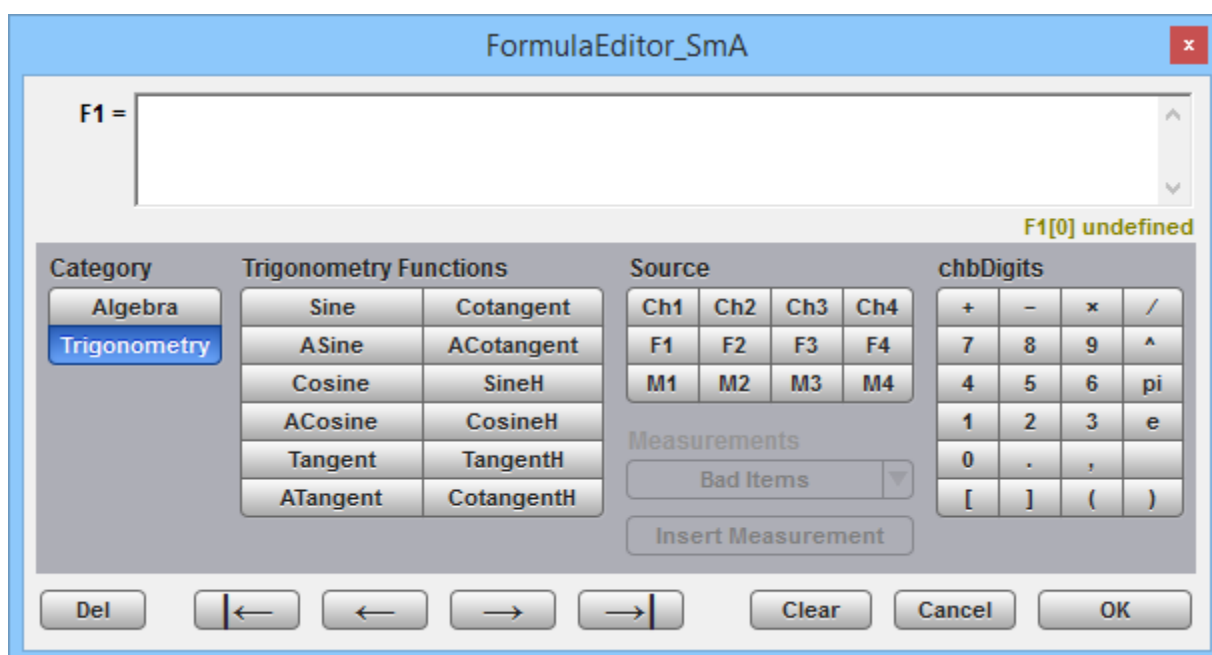 FormulaEditor_SmA
x
F1 =
F1[0] undefined
Category Trigonometry Functions Source chbDigits
Algebra Sine Cotangent Ch1 Ch2 Ch3 Ch4 + − × /
Trigonometry ASine ACotangent F1 F2 F3 F4 7 8 9 ^
Cosine SineH M1 M2 M3 M4 4 5 6 pi
ACosine CosineH 1 2 3 e
Measurements
Tangent TangentH 0 . ,
Bad Items
ATangent CotangentH [ ] ( )
Insert Measurement
Del |← ← → →| Clear Cancel OK